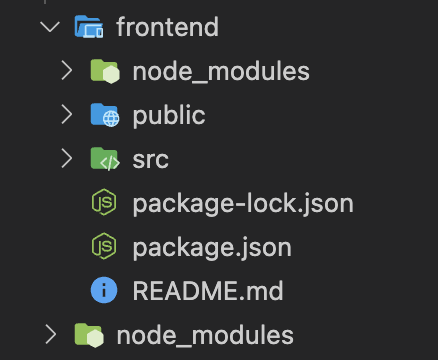 frontend
node_modules
public
src
package-lock.json
package.json
README.md
node_modules